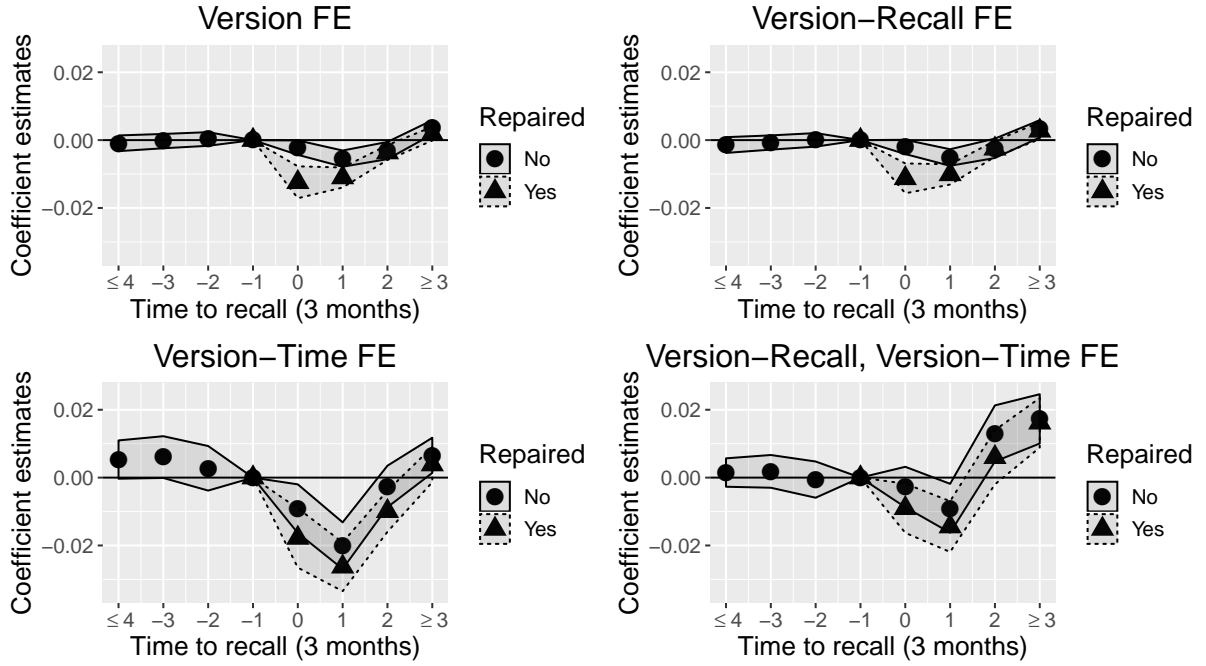 Version FE
Coefficient estimates
0.02
0.00
−0.02
≤ 4 −3 −2 −1 0 1 2 ≥ 3
Time to recall (3 months)
Repaired
No
Yes
Version−Recall FE
Coefficient estimates
0.02
0.00
−0.02
≤ 4 −3 −2 −1 0 1 2 ≥ 3
Time to recall (3 months)
Repaired
No
Yes
Version−Time FE
Coefficient estimates
0.02
0.00
−0.02
≤ 4 −3 −2 −1 0 1 2 ≥ 3
Time to recall (3 months)
Repaired
No
Yes
Version−Recall, Version−Time FE
Coefficient estimates
0.02
0.00
−0.02
≤ 4 −3 −2 −1 0 1 2 ≥ 3
Time to recall (3 months)
Repaired
No
Yes